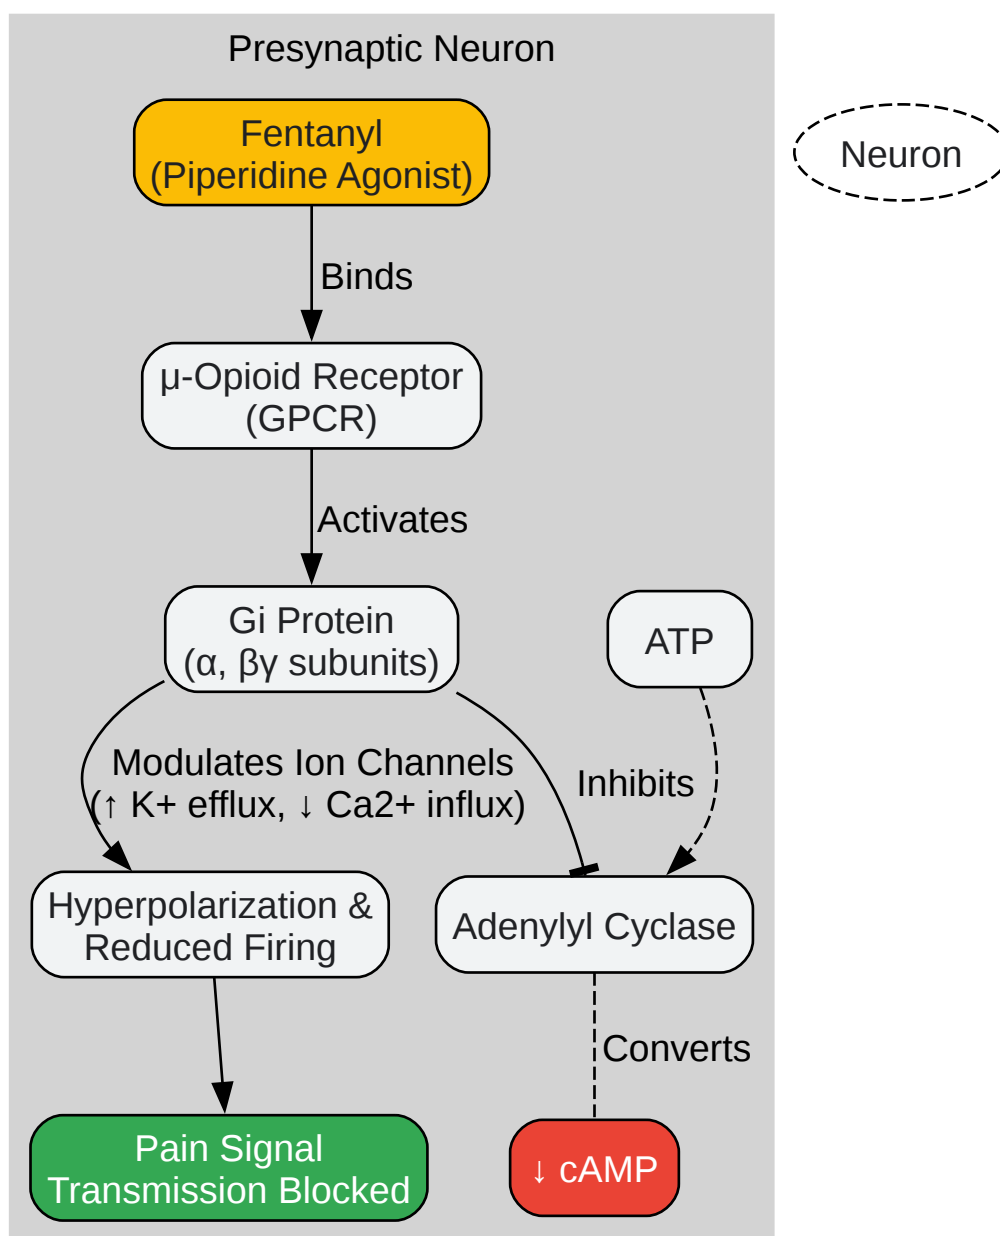 Presynaptic Neuron
Fentanyl
(Piperidine Agonist)
Neuron
Binds
μ-Opioid Receptor
(GPCR)
Activates
Gi Protein
(α, βγ subunits)
ATP
Modulates Ion Channels
(↑ K+ efflux, ↓ Ca2+ influx)
Inhibits
Hyperpolarization &
Reduced Firing
Adenylyl Cyclase
Converts
Pain Signal
Transmission Blocked
↓ cAMP